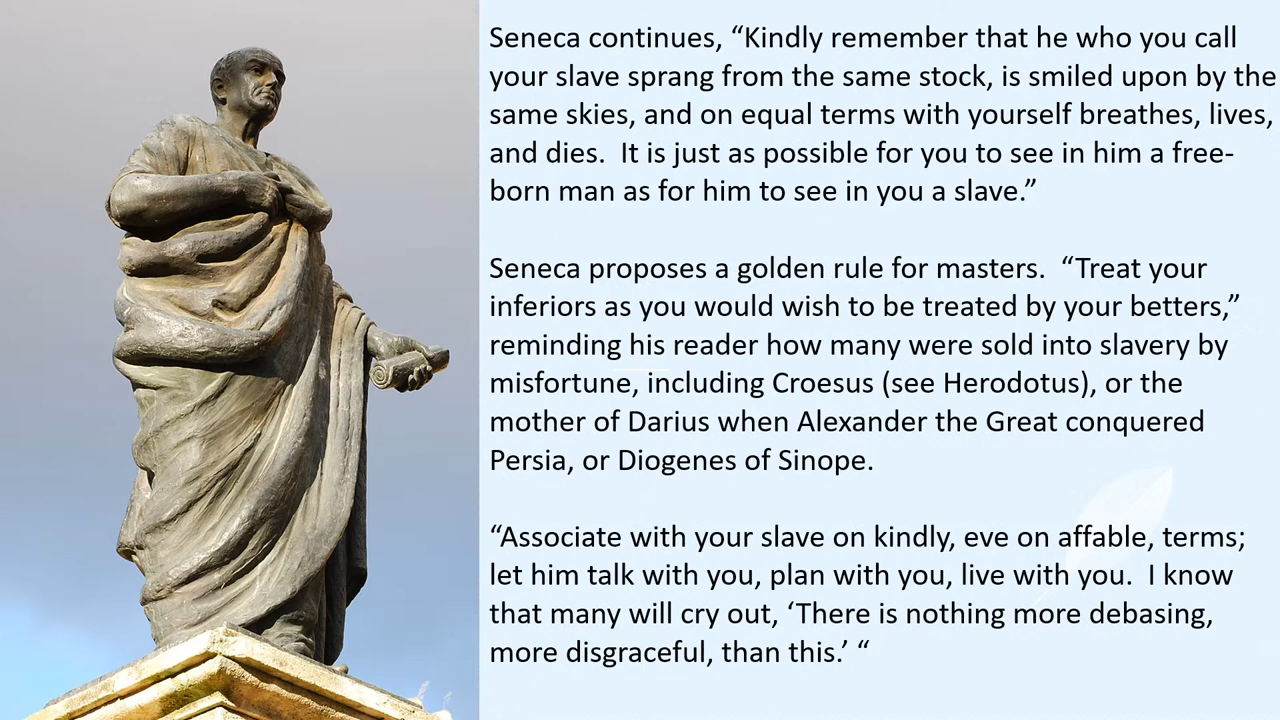 Seneca continues, “Kindly remember that he who you call
your slave sprang from the same stock, is smiled upon by the
same skies, and on equal terms with yourself breathes, lives,
and dies.  It is just as possible for you to see in him a free-
born man as for him to see in you a slave.”
Seneca proposes a golden rule for masters.  “Treat your
inferiors as you would wish to be treated by your betters,”
reminding his reader how many were sold into slavery by
misfortune, including Croesus (see Herodotus), or the
mother of Darius when Alexander the Great conquered
Persia, or Diogenes of Sinope.
“Associate with your slave on kindly, eve on affable, terms;
let him talk with you, plan with you, live with you.  I know
that many will cry out, ‘There is nothing more debasing,
more disgraceful, than this.’ “